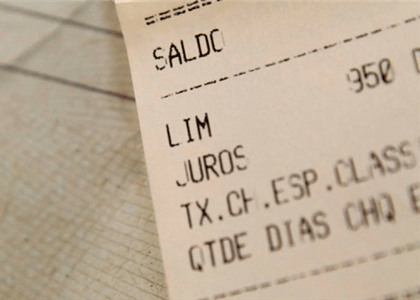 SALDO
950 D
LIM
JUROS
TX.CH.ESP.CLASS
QTDE DIAS CHQ E